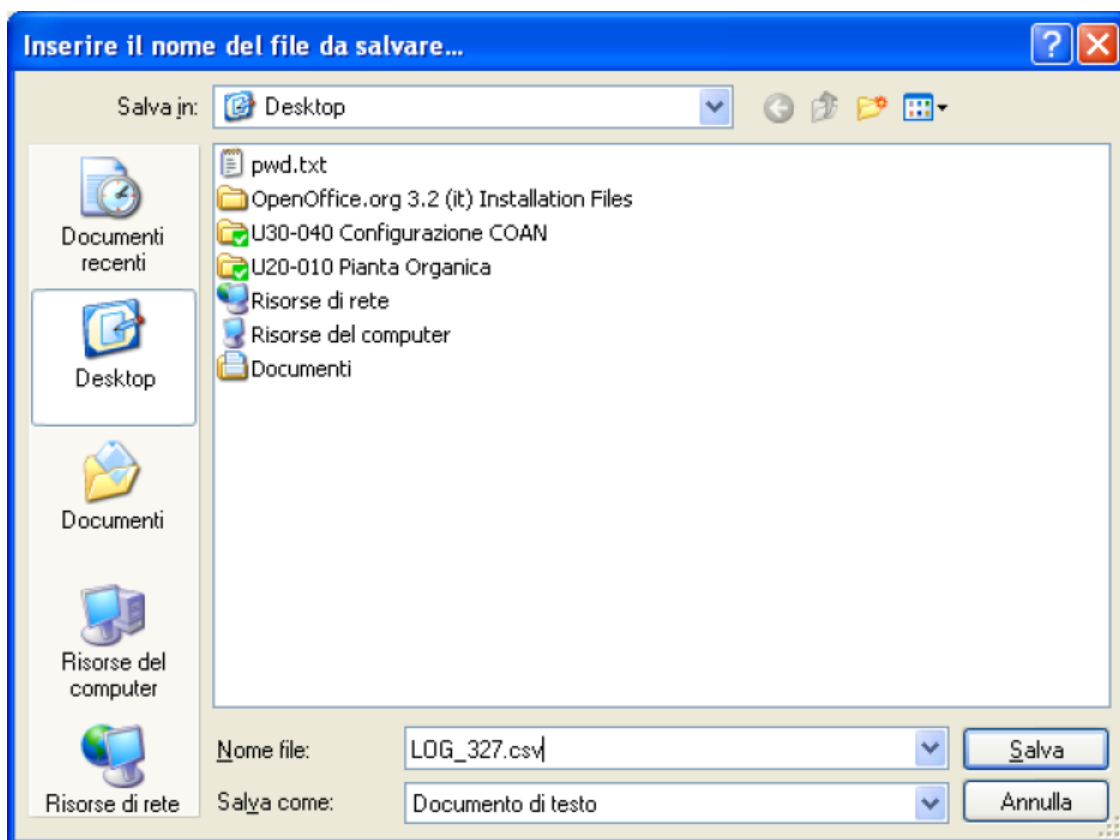 Inserire il nome del file da salvare...
Salva in: Desktop
Documenti
recenti
Desktop
Documenti
Risorse del
computer
Risorse di rete
pwd.txt
OpenOffice.org 3.2 (it) Installation Files
U30-040 Configurazione COAN
U20-010 Pianta Organica
Risorse di rete
Risorse del computer
Documenti
Nome file: LOG_327.csv Salva
Salva come: Documento di testo Annulla